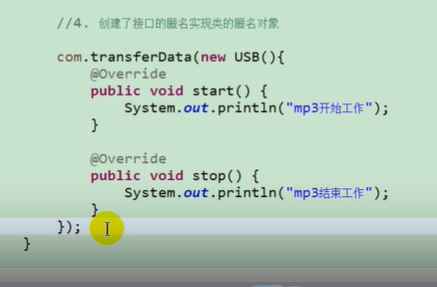 //4. 创建了接口的匿名实现类的匿名对象
com.transferData(new USB(){
@Override
public void start() {
System.out.println("mp3开始工作");
}
@Override
public void stop() {
System.out.println("mp3结束工作");
}
});
}